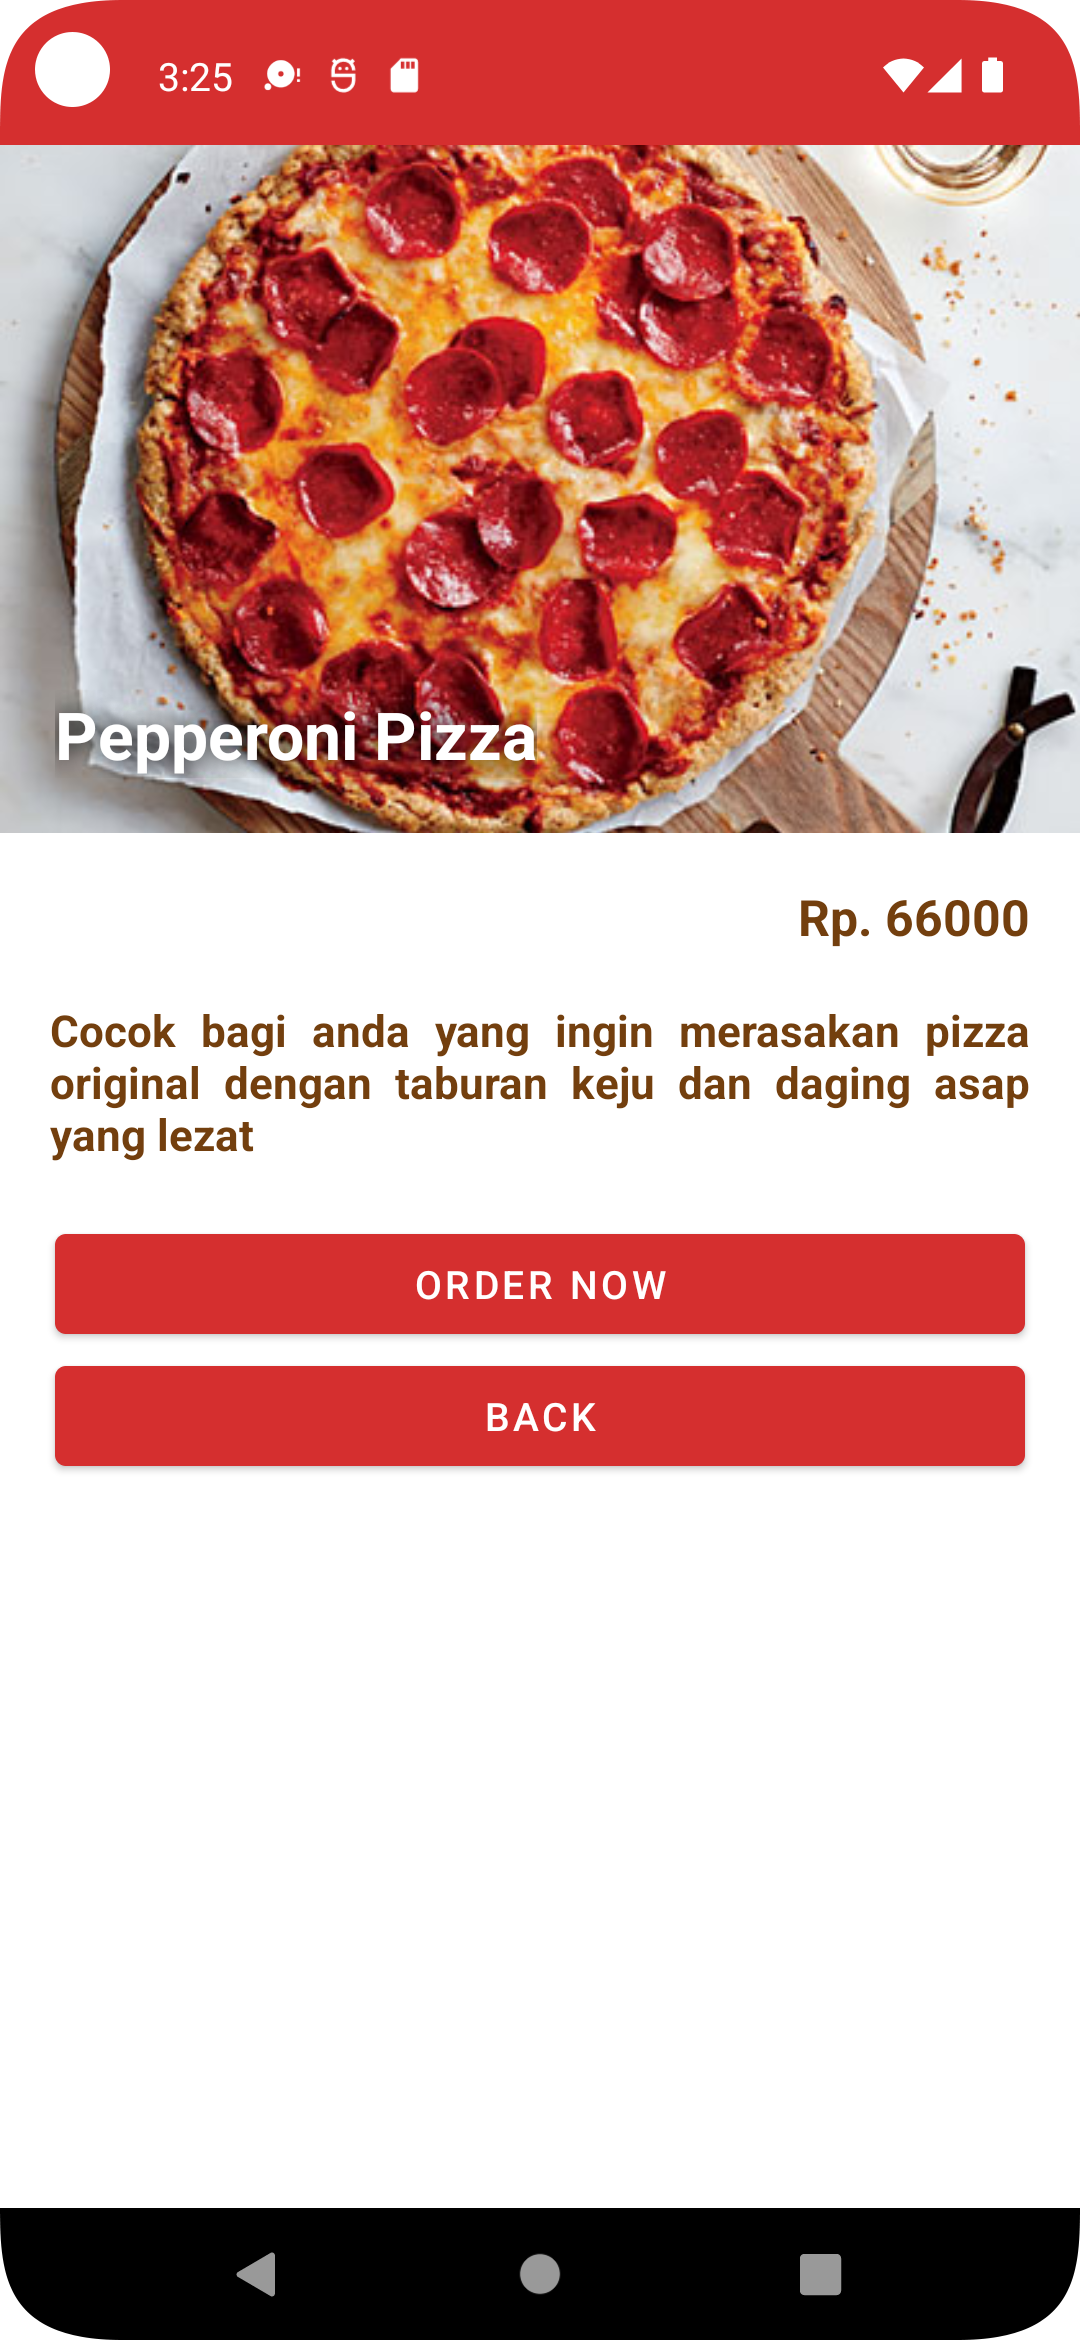 3:25
Pepperoni Pizza
Rp. 66000
Cocok bagi anda yang ingin merasakan pizza
original dengan taburan keju dan daging asap
yang lezat
ORDER NOW
BACK